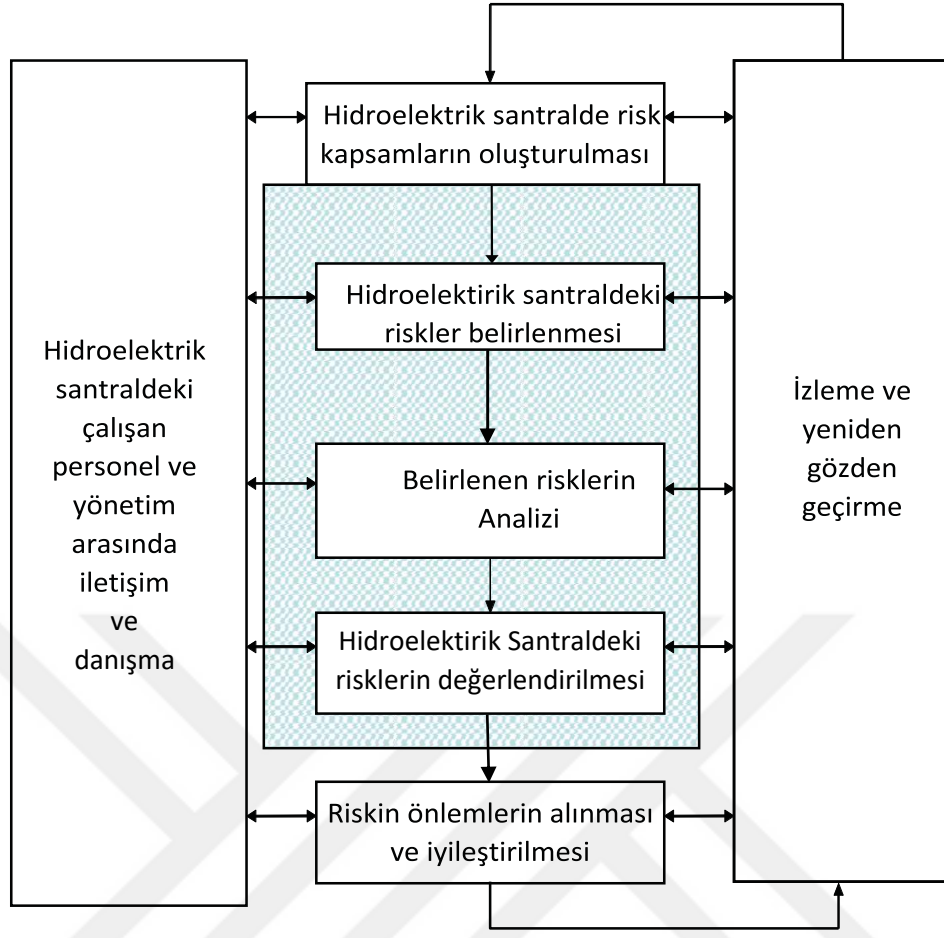 Hidroelektrik santralde risk
kapsamların oluşturulması
Hidroelektirik santraldeki
riskler belirlenmesi
Belirlenen risklerin
Analizi
Hidroelektirik Santraldeki
risklerin değerlendirilmesi
Riskin önlemlerin alınması
ve iyileştirilmesi
Hidroelektrik
santraldeki
çalışan
personel ve
yönetim
arasında
iletişim
ve
danışma
İzleme ve
yeniden
gözden
geçirme